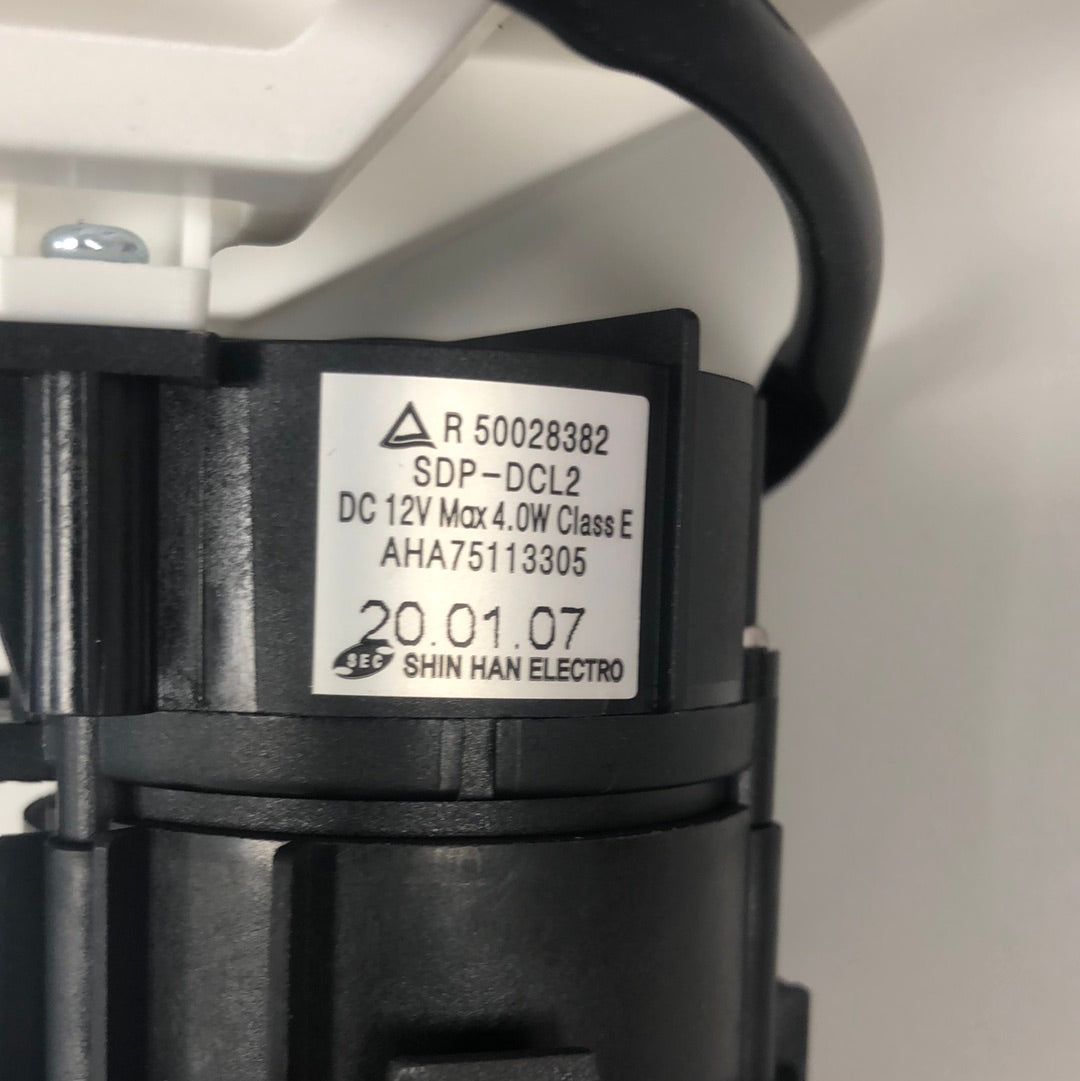 R 50028382
SDP-DCL2
DC 12V Max 4.0W Class E
AHA75113305
20.01.07
SEC SHIN HAN ELECTRO